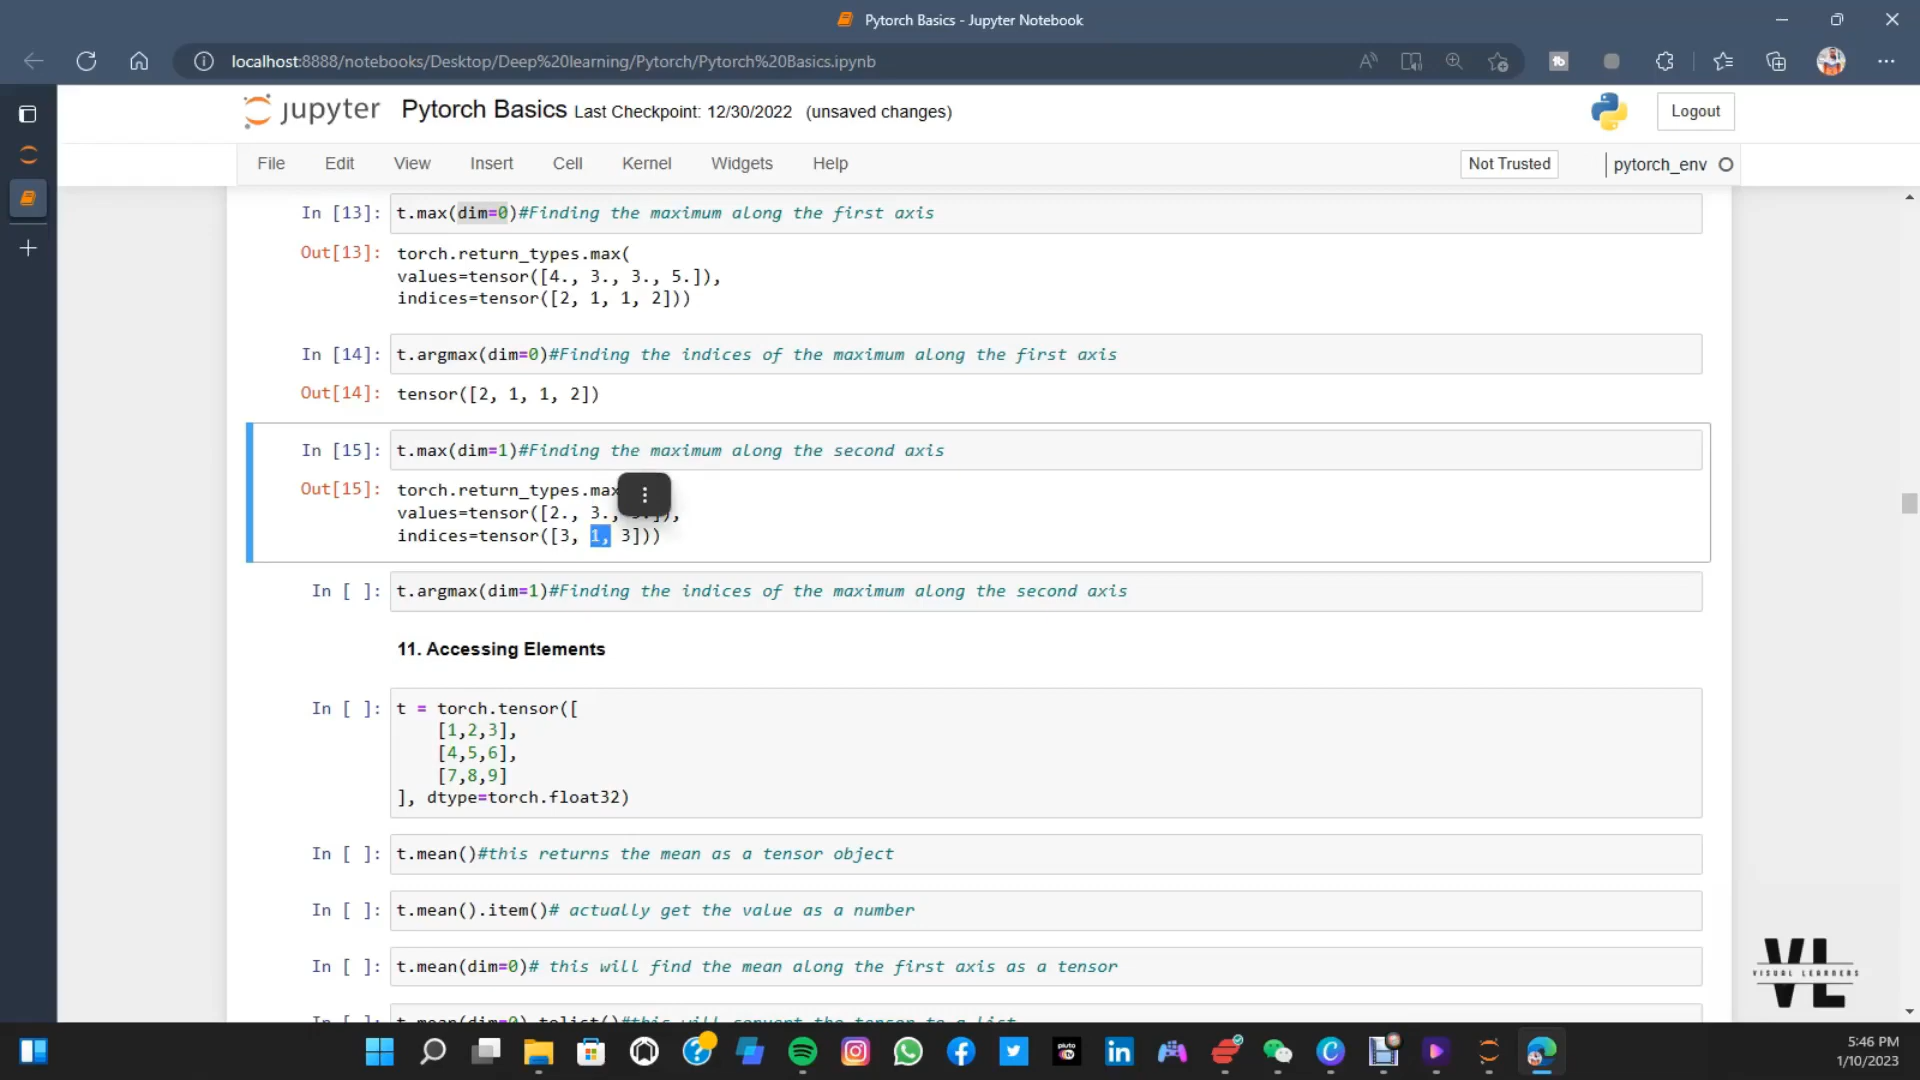 Pytorch Basics - Jupyter Notebook
localhost:8888/notebooks/Desktop/Deep%20learning/Pytorch/Pytorch%20Basics.ipynb
jupyter Pytorch Basics Last Checkpoint: 12/30/2022 (unsaved changes)
Logout
File Edit View Insert Cell Kernel Widgets Help
Not Trusted
pytorch_env
In [13]: t.max(dim=0)#Finding the maximum along the first axis
Out[13]: torch.return_types.max(
values=tensor([4., 3., 3., 5.]),
indices=tensor([2, 1, 1, 2]))
In [14]: t.argmax(dim=0)#Finding the indices of the maximum along the first axis
Out[14]: tensor([2, 1, 1, 2])
In [15]: t.max(dim=1)#Finding the maximum along the second axis
Out[15]: torch.return_types.max
values=tensor([2., 3., 5.]),
indices=tensor([3, 1, 3]))
In [ ]: t.argmax(dim=1)#Finding the indices of the maximum along the second axis
11. Accessing Elements
In [ ]: t = torch.tensor([
[1,2,3],
[4,5,6],
[7,8,9]
], dtype=torch.float32)
In [ ]: t.mean()#this returns the mean as a tensor object
In [ ]: t.mean().item()# actually get the value as a number
In [ ]: t.mean(dim=0)# this will find the mean along the first axis as a tensor
In [ ]: t.mean(dim=0).tolist()#this will convert the tensor to a list
VL
VISUAL LEARNERS
5:46 PM
1/10/2023